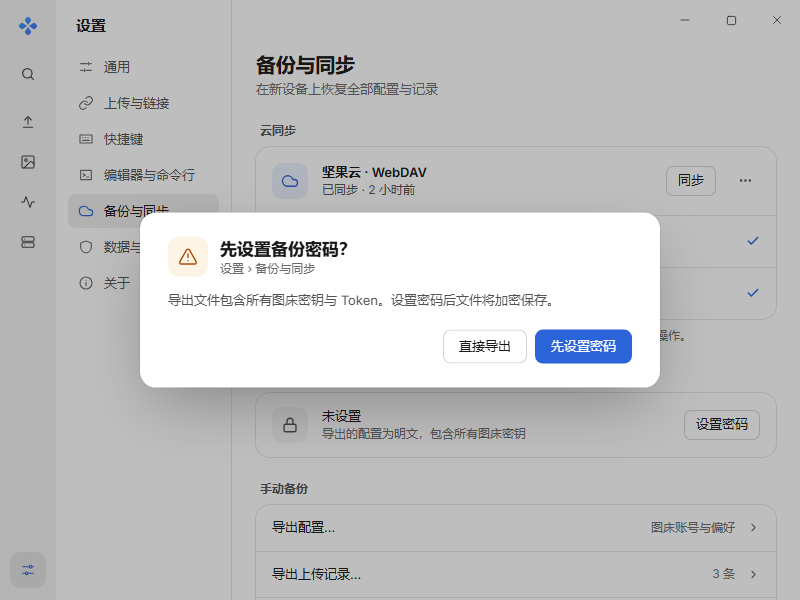 设置
通用
上传与链接
快捷键
编辑器与命令行
备份与同步
数据与
关于
备份与同步
在新设备上恢复全部配置与记录
云同步
坚果云 · WebDAV
已同步 · 2 小时前
同步
先设置备份密码?
设置 › 备份与同步
导出文件包含所有图床密钥与 Token。设置密码后文件将加密保存。
直接导出
先设置密码
操作。
未设置
导出的配置为明文，包含所有图床密钥
设置密码
手动备份
导出配置...
图床账号与偏好
导出上传记录...
3 条